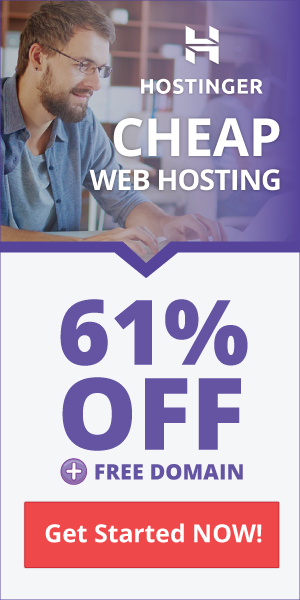 HOSTINGER
CHEAP
WEB HOSTING
61%
OFF
+ FREE DOMAIN
Get Started NOW!